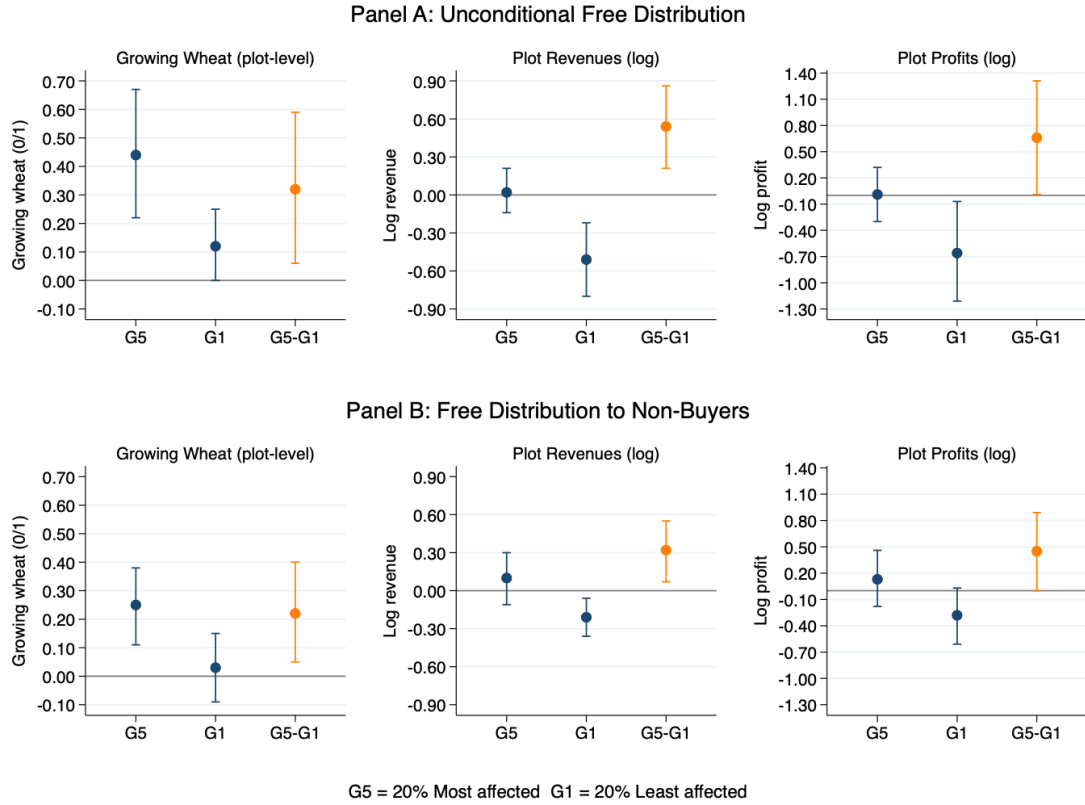 Panel A: Unconditional Free Distribution
Growing Wheat (plot-level)
Growing wheat (0/1)
0.70
0.60
0.50
0.40
0.30
0.20
0.10
0.00
-0.10
G5 G1 G5-G1
Plot Revenues (log)
Log revenue
0.90
0.60
0.30
0.00
-0.30
-0.60
-0.90
G5 G1 G5-G1
Plot Profits (log)
Log profit
1.40
1.10
0.80
0.50
0.20
-0.10
-0.40
-0.70
-1.00
-1.30
G5 G1 G5-G1
Panel B: Free Distribution to Non-Buyers
Growing Wheat (plot-level)
Growing wheat (0/1)
0.70
0.60
0.50
0.40
0.30
0.20
0.10
0.00
-0.10
G5 G1 G5-G1
Plot Revenues (log)
Log revenue
0.90
0.60
0.30
0.00
-0.30
-0.60
-0.90
G5 G1 G5-G1
Plot Profits (log)
Log profit
1.40
1.10
0.80
0.50
0.20
-0.10
-0.40
-0.70
-1.00
-1.30
G5 G1 G5-G1
G5 = 20% Most affected G1 = 20% Least affected